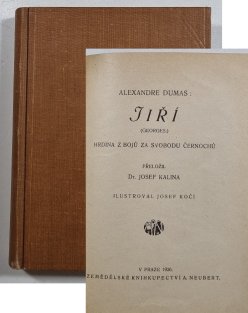 ALEXANDRE DUMAS:
JIŘÍ
(GEORGES)
HRDINA Z BOJŮ ZA SVOBODU ČERNOCHŮ
PŘELOŽIL
Dr. JOSEF KALINA
ILUSTROVAL JOSEF KOČÍ
V PRAZE 1930.
ZEMĚDĚLSKÉ KNIHKUPECTVÍ A. NEUBERT.